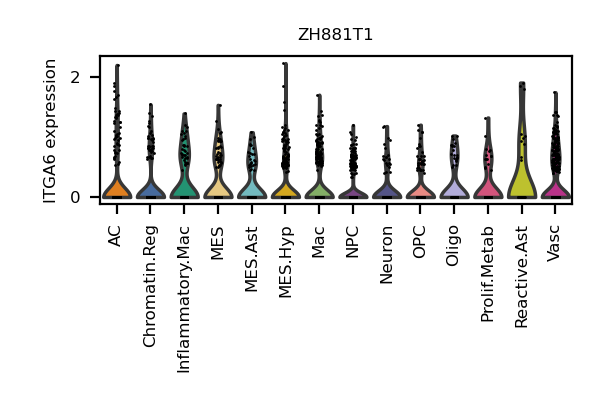 ZH881T1
ITGA6 expression
2
0
AC
Chromatin.Reg
Inflammatory.Mac
MES
MES.Ast
MES.Hyp
Mac
NPC
Neuron
OPC
Oligo
Prolif.Metab
Reactive.Ast
Vasc